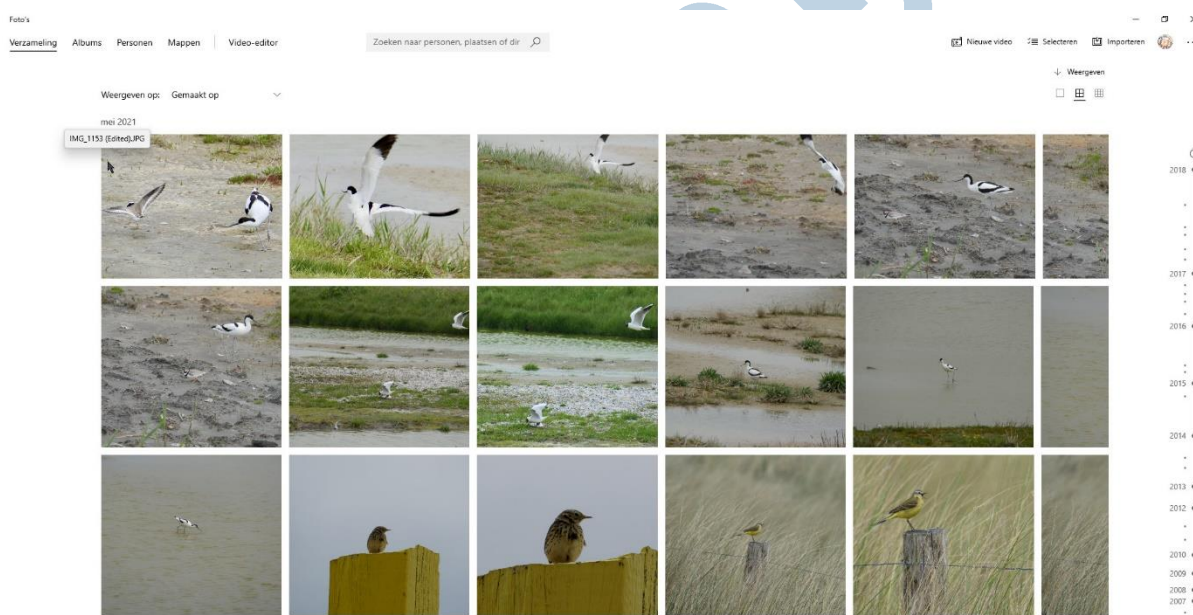 Foto's
Verzameling Albums Personen Mappen Video-editor Zoeken naar personen, plaatsen of dir Nieuwe video Selecteren Importeren
Weergeven
Weergeven op: Gemaakt op
mei 2021
IMG_1153 (Edited).JPG
2018
2017
2016
2015
2014
2013
2012
2010
2009
2008
2007